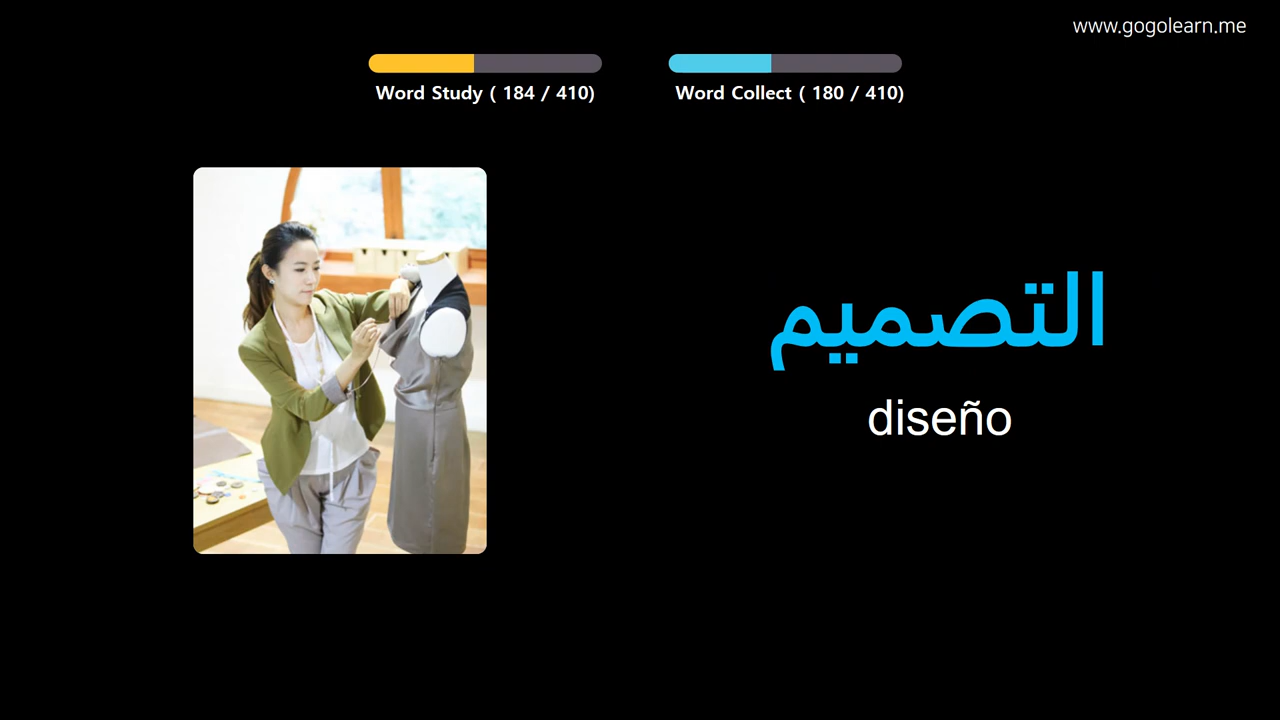 www.gogolearn.me
Word Study ( 184 / 410)
Word Collect ( 180 / 410)
التصميم
diseño